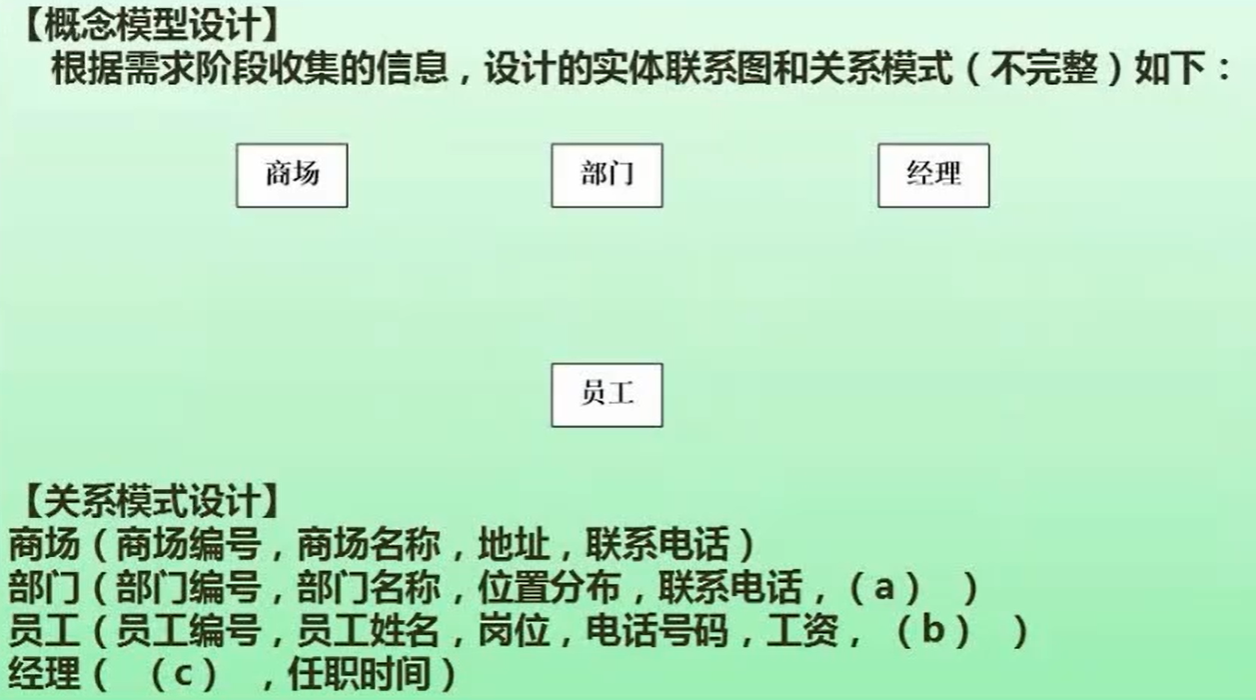 【概念模型设计】
根据需求阶段收集的信息，设计的实体联系图和关系模式（不完整）如下：
商场 部门 经理
员工
【关系模式设计】
商场（商场编号，商场名称，地址，联系电话）
部门（部门编号，部门名称，位置分布，联系电话，（a） ）
员工（员工编号，员工姓名，岗位，电话号码，工资，（b） ）
经理（ （c） ，任职时间）